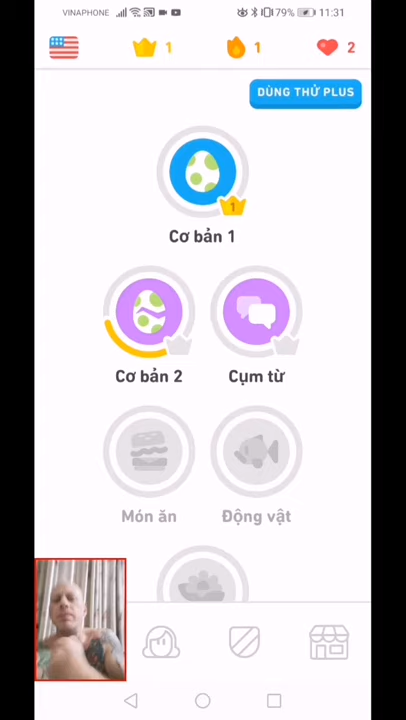 VINAPHONE 79% 11:31
1 1 2
DÙNG THỬ PLUS
1
Cơ bản 1
Cơ bản 2 Cụm từ
Món ăn Động vật